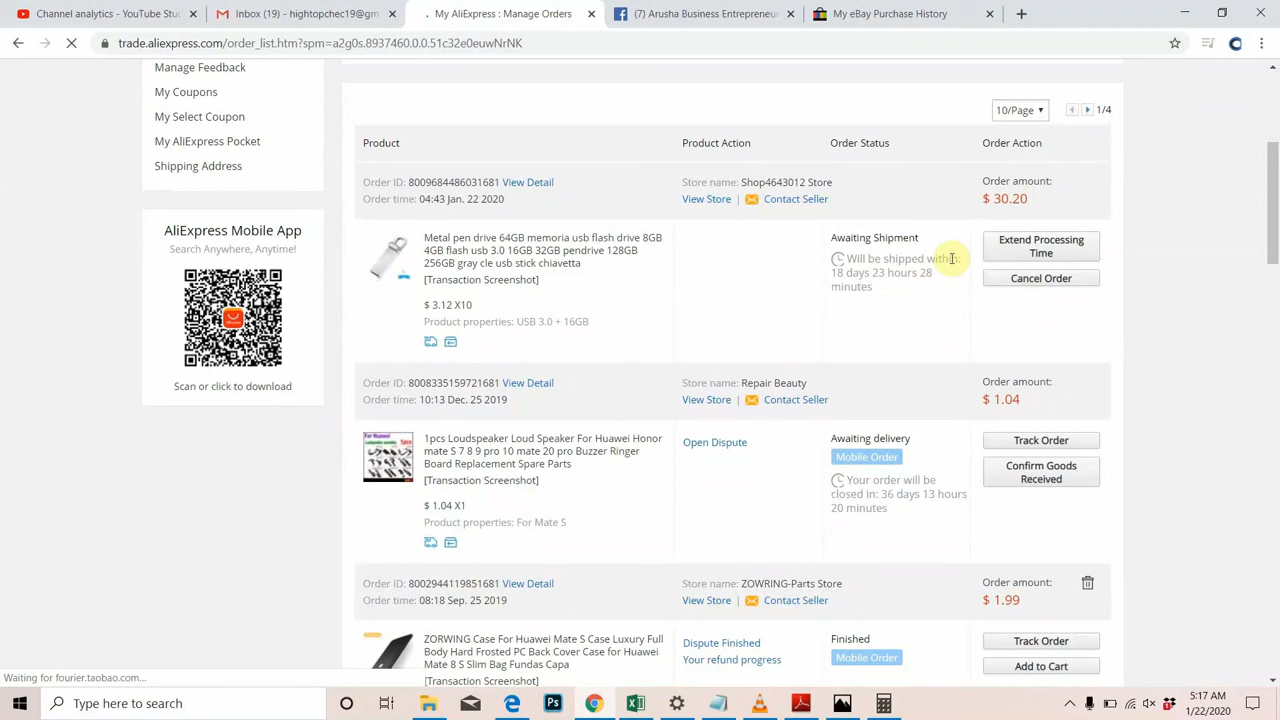 Channel analytics - YouTube Stu
Inbox (19) - hightopchec19@gm
My AliExpress : Manage Orders
(7) Arusha Business Entrepreneur
My eBay Purchase History
trade.aliexpress.com/order_list.htm?spm=a2g0s.8937460.0.0.51c32e0euwNrNK
Manage Feedback
My Coupons
My Select Coupon
My AliExpress Pocket
Shipping Address
AliExpress Mobile App
Search Anywhere, Anytime!
Scan or click to download
10/Page
1/4
Product
Product Action
Order Status
Order Action
Order ID: 8009684486031681 View Detail
Order time: 04:43 Jan. 22 2020
Store name: Shop4643012 Store
View Store | Contact Seller
Order amount:
$ 30.20
Metal pen drive 64GB memoria usb flash drive 8GB
4GB flash usb 3.0 16GB 32GB pendrive 128GB
256GB gray cle usb stick chiavetta
[Transaction Screenshot]
$ 3.12 X10
Product properties: USB 3.0 + 16GB
Awaiting Shipment
Will be shipped within:
18 days 23 hours 28
minutes
Extend Processing
Time
Cancel Order
Order ID: 8008335159721681 View Detail
Order time: 10:13 Dec. 25 2019
Store name: Repair Beauty
View Store | Contact Seller
Order amount:
$ 1.04
1pcs Loudspeaker Loud Speaker For Huawei Honor
mate S 7 8 9 pro 10 mate 20 pro Buzzer Ringer
Board Replacement Spare Parts
[Transaction Screenshot]
$ 1.04 X1
Product properties: For Mate S
Open Dispute
Awaiting delivery
Mobile Order
Your order will be
closed in: 36 days 13 hours
20 minutes
Track Order
Confirm Goods
Received
Order ID: 8002944119851681 View Detail
Order time: 08:18 Sep. 25 2019
Store name: ZOWRING-Parts Store
View Store | Contact Seller
Order amount:
$ 1.99
ZORWING Case For Huawei Mate S Case Luxury Full
Body Hard Frosted PC Back Cover Case for Huawei
Mate 8 S Slim Bag Fundas Capa
[Transaction Screenshot]
Dispute Finished
Your refund progress
Finished
Mobile Order
Track Order
Add to Cart
Waiting for fourier.taobao.com...
Type here to search
5:17 AM
1/22/2020